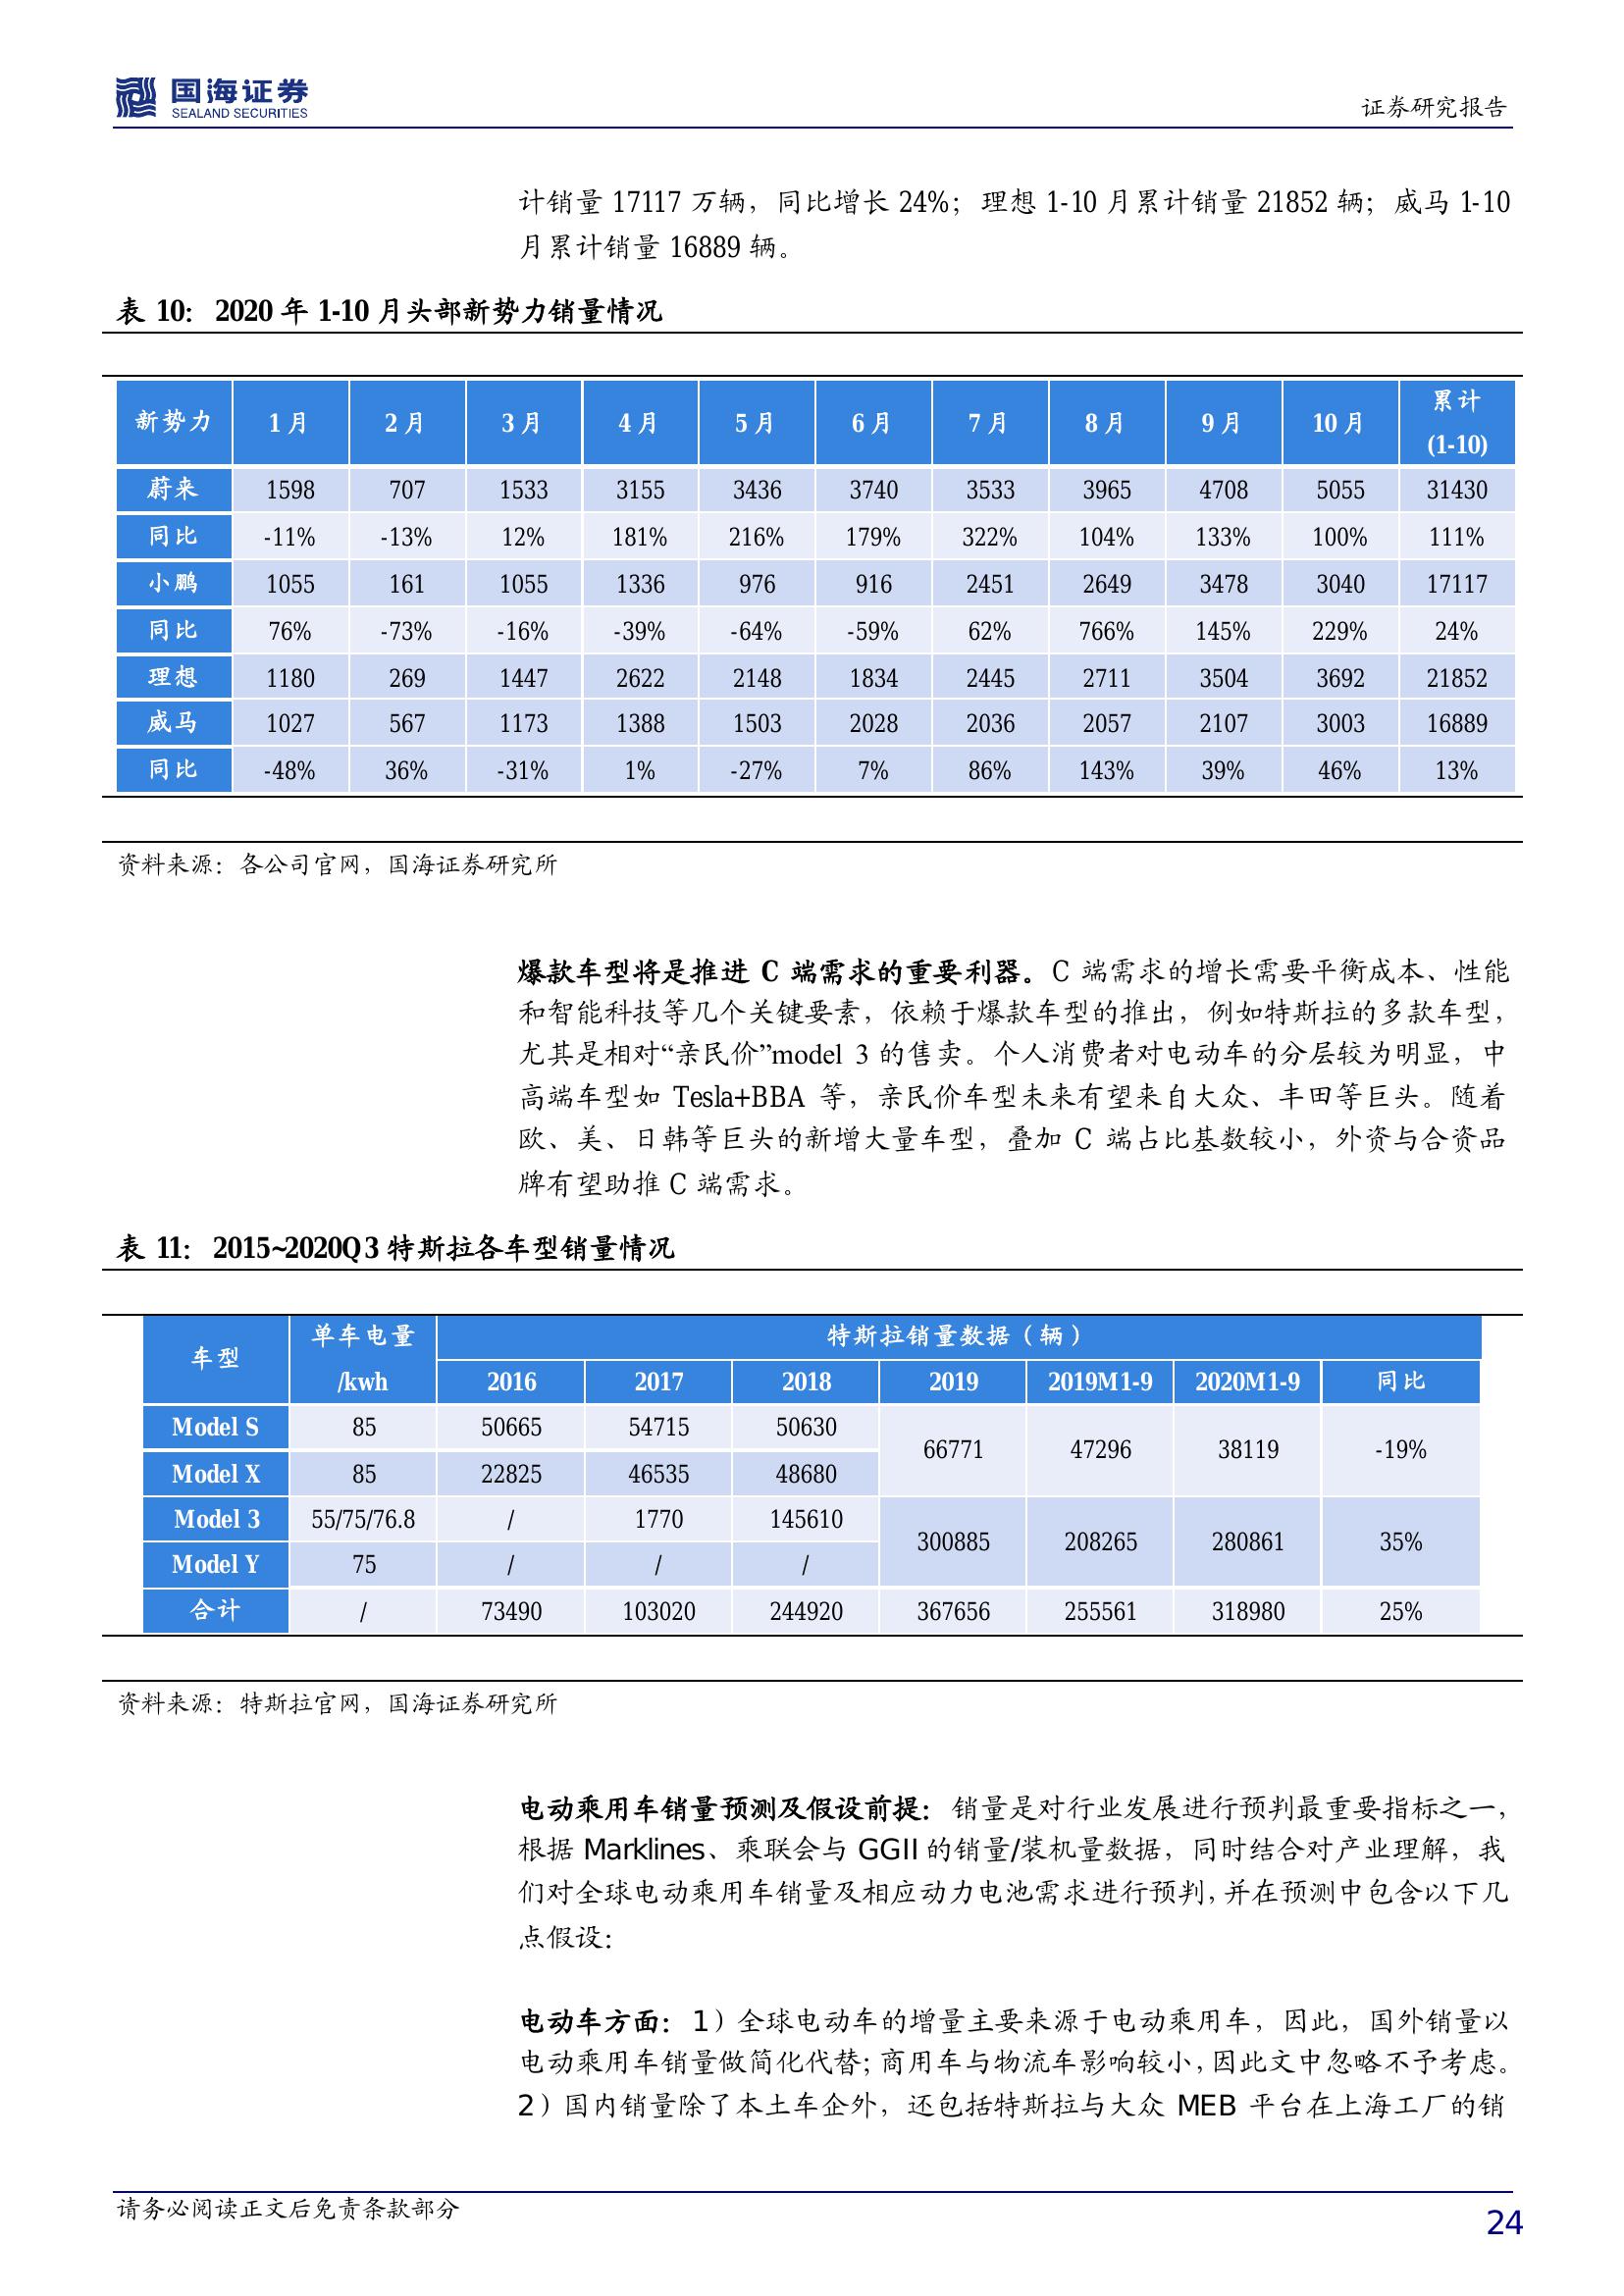 国海证券
SEALAND SECURITIES
证券研究报告
计销量 17117 万辆，同比增长 24%；理想 1-10 月累计销量 21852 辆；威马 1-10
月累计销量 16889 辆。
表 10： 2020 年 1-10 月头部新势力销量情况
新势力 1 月 2 月 3 月 4 月 5 月 6 月 7 月 8 月 9 月 10 月 累计
(1-10)
蔚来 1598 707 1533 3155 3436 3740 3533 3965 4708 5055 31430
同比 -11% -13% 12% 181% 216% 179% 322% 104% 133% 100% 111%
小鹏 1055 161 1055 1336 976 916 2451 2649 3478 3040 17117
同比 76% -73% -16% -39% -64% -59% 62% 766% 145% 229% 24%
理想 1180 269 1447 2622 2148 1834 2445 2711 3504 3692 21852
威马 1027 567 1173 1388 1503 2028 2036 2057 2107 3003 16889
同比 -48% 36% -31% 1% -27% 7% 86% 143% 39% 46% 13%
资料来源：各公司官网，国海证券研究所
爆款车型将是推进 C 端需求的重要利器。C 端需求的增长需要平衡成本、性能
和智能科技等几个关键要素，依赖于爆款车型的推出，例如特斯拉的多款车型，
尤其是相对“亲民价”model 3 的售卖。个人消费者对电动车的分层较为明显，中
高端车型如 Tesla+BBA 等，亲民价车型未来有望来自大众、丰田等巨头。随着
欧、美、日韩等巨头的新增大量车型，叠加 C 端占比基数较小，外资与合资品
牌有望助推 C 端需求。
表 11： 2015~2020Q3 特斯拉各车型销量情况
车型 单车电量 特斯拉销量数据（辆）
/kwh 2016 2017 2018 2019 2019M1-9 2020M1-9 同比
Model S 85 50665 54715 50630 66771 47296 38119 -19%
Model X 85 22825 46535 48680
Model 3 55/75/76.8 / 1770 145610 300885 208265 280861 35%
Model Y 75 / / /
合计 / 73490 103020 244920 367656 255561 318980 25%
资料来源：特斯拉官网，国海证券研究所
电动乘用车销量预测及假设前提：销量是对行业发展进行预判最重要指标之一，
根据 Marklines、乘联会与 GGII 的销量/装机量数据，同时结合对产业理解，我
们对全球电动乘用车销量及相应动力电池需求进行预判，并在预测中包含以下几
点假设：
电动车方面：1）全球电动车的增量主要来源于电动乘用车，因此，国外销量以
电动乘用车销量做简化代替；商用车与物流车影响较小，因此文中忽略不予考虑。
2）国内销量除了本土车企外，还包括特斯拉与大众 MEB 平台在上海工厂的销
请务必阅读正文后免责条款部分
24